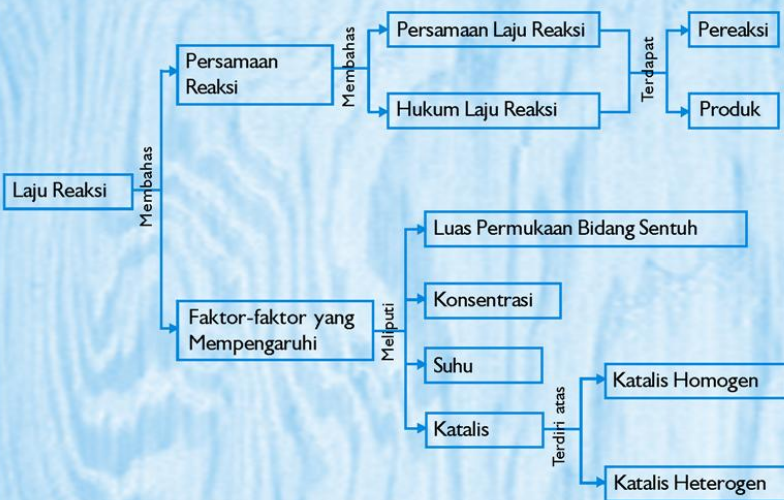 Laju Reaksi
Membahas
Persamaan
Reaksi
Membahas
Persamaan Laju Reaksi
Hukum Laju Reaksi
Terdapat
Pereaksi
Produk
Faktor-faktor yang
Mempengaruhi
Meliputi
Luas Permukaan Bidang Sentuh
Konsentrasi
Suhu
Katalis
Terdiri atas
Katalis Homogen
Katalis Heterogen